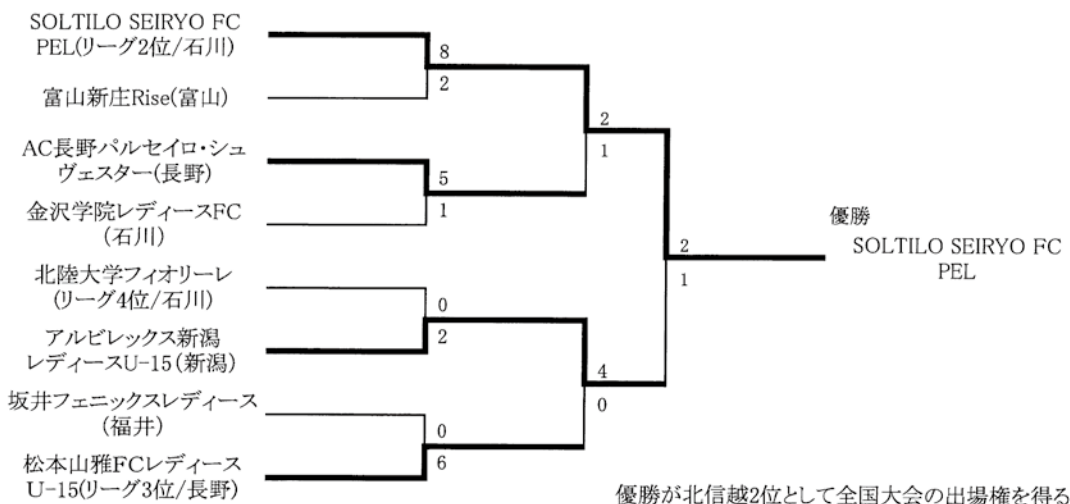 SOLTILO SEIRYO FC
PEL(リーグ2位/石川)
8
2
富山新庄Rise(富山)
2
1
AC長野パルセイロ・シュ
ヴェスター(長野)
5
1
金沢学院レディースFC
(石川)
優勝
SOLTILO SEIRYO FC
PEL
2
1
北陸大学フィオリーレ
(リーグ4位/石川)
0
2
アルビレックス新潟
レディースU-15(新潟)
4
0
坂井フェニックスレディース
(福井)
0
6
松本山雅FCレディース
U-15(リーグ3位/長野)
優勝が北信越2位として全国大会の出場権を得る